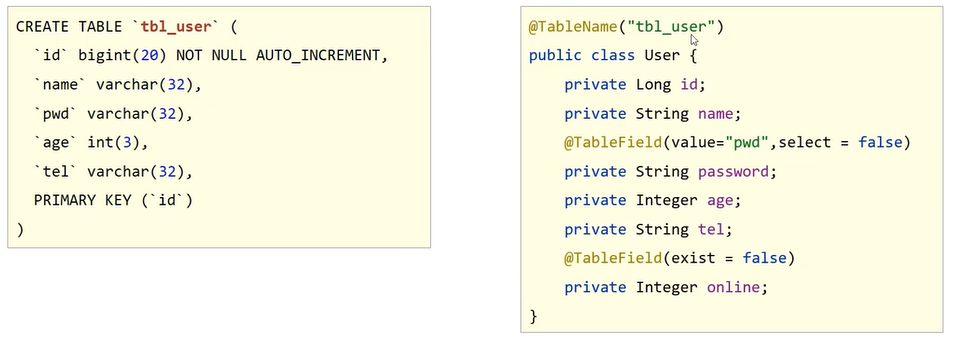 CREATE TABLE `tbl_user` (
`id` bigint(20) NOT NULL AUTO_INCREMENT,
`name` varchar(32),
`pwd` varchar(32),
`age` int(3),
`tel` varchar(32),
PRIMARY KEY (`id`)
)
@TableName("tbl_user")
public class User {
private Long id;
private String name;
@TableField(value="pwd",select = false)
private String password;
private Integer age;
private String tel;
@TableField(exist = false)
private Integer online;
}